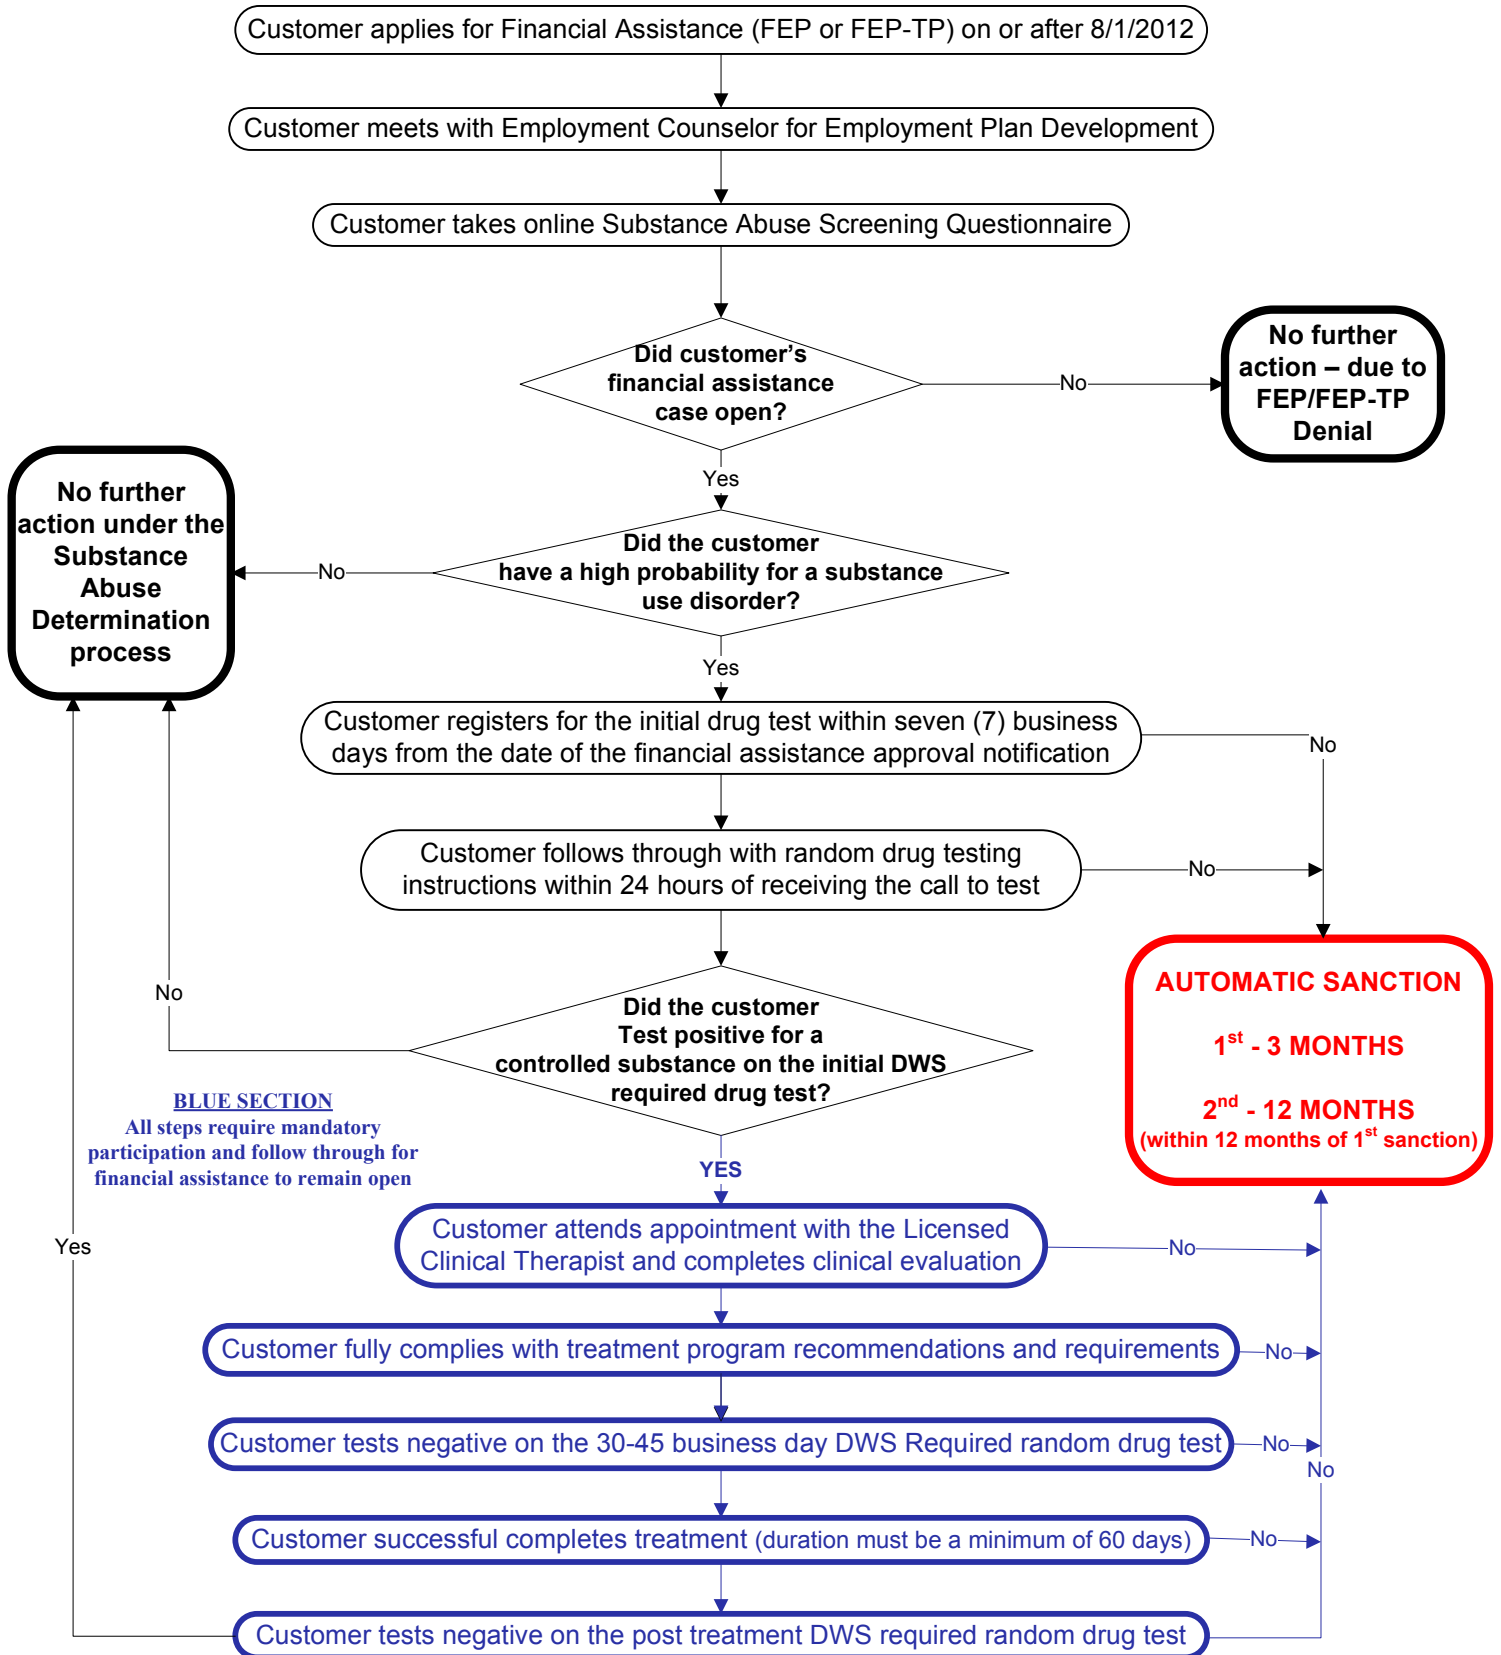 Customer applies for Financial Assistance (FEP or FEP-TP) on or after 8/1/2012
Customer meets with Employment Counselor for Employment Plan Development
Customer takes online Substance Abuse Screening Questionnaire
Did customer's
financial assistance
case open?
No
No further
action – due to
FEP/FEP-TP
Denial
Yes
Did the customer
have a high probability for a substance
use disorder?
No
No further
action under the
Substance
Abuse
Determination
process
Yes
Customer registers for the initial drug test within seven (7) business
days from the date of the financial assistance approval notification
No
Customer follows through with random drug testing
instructions within 24 hours of receiving the call to test
No
Did the customer
Test positive for a
controlled substance on the initial DWS
required drug test?
No
AUTOMATIC SANCTION
1st - 3 MONTHS
2nd - 12 MONTHS
(within 12 months of 1st sanction)
BLUE SECTION
All steps require mandatory
participation and follow through for
financial assistance to remain open
YES
Customer attends appointment with the Licensed
Clinical Therapist and completes clinical evaluation
No
Yes
Customer fully complies with treatment program recommendations and requirements
No
Customer tests negative on the 30-45 business day DWS Required random drug test
No
No
Customer successful completes treatment (duration must be a minimum of 60 days)
No
Customer tests negative on the post treatment DWS required random drug test